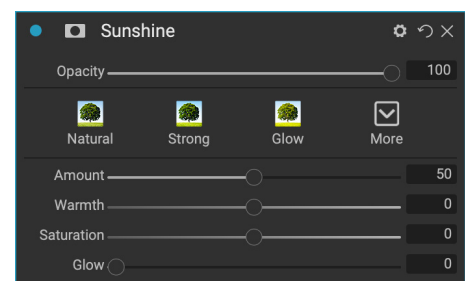 Sunshine
Opacity 100
Natural Strong Glow More
Amount 50
Warmth 0
Saturation 0
Glow 0